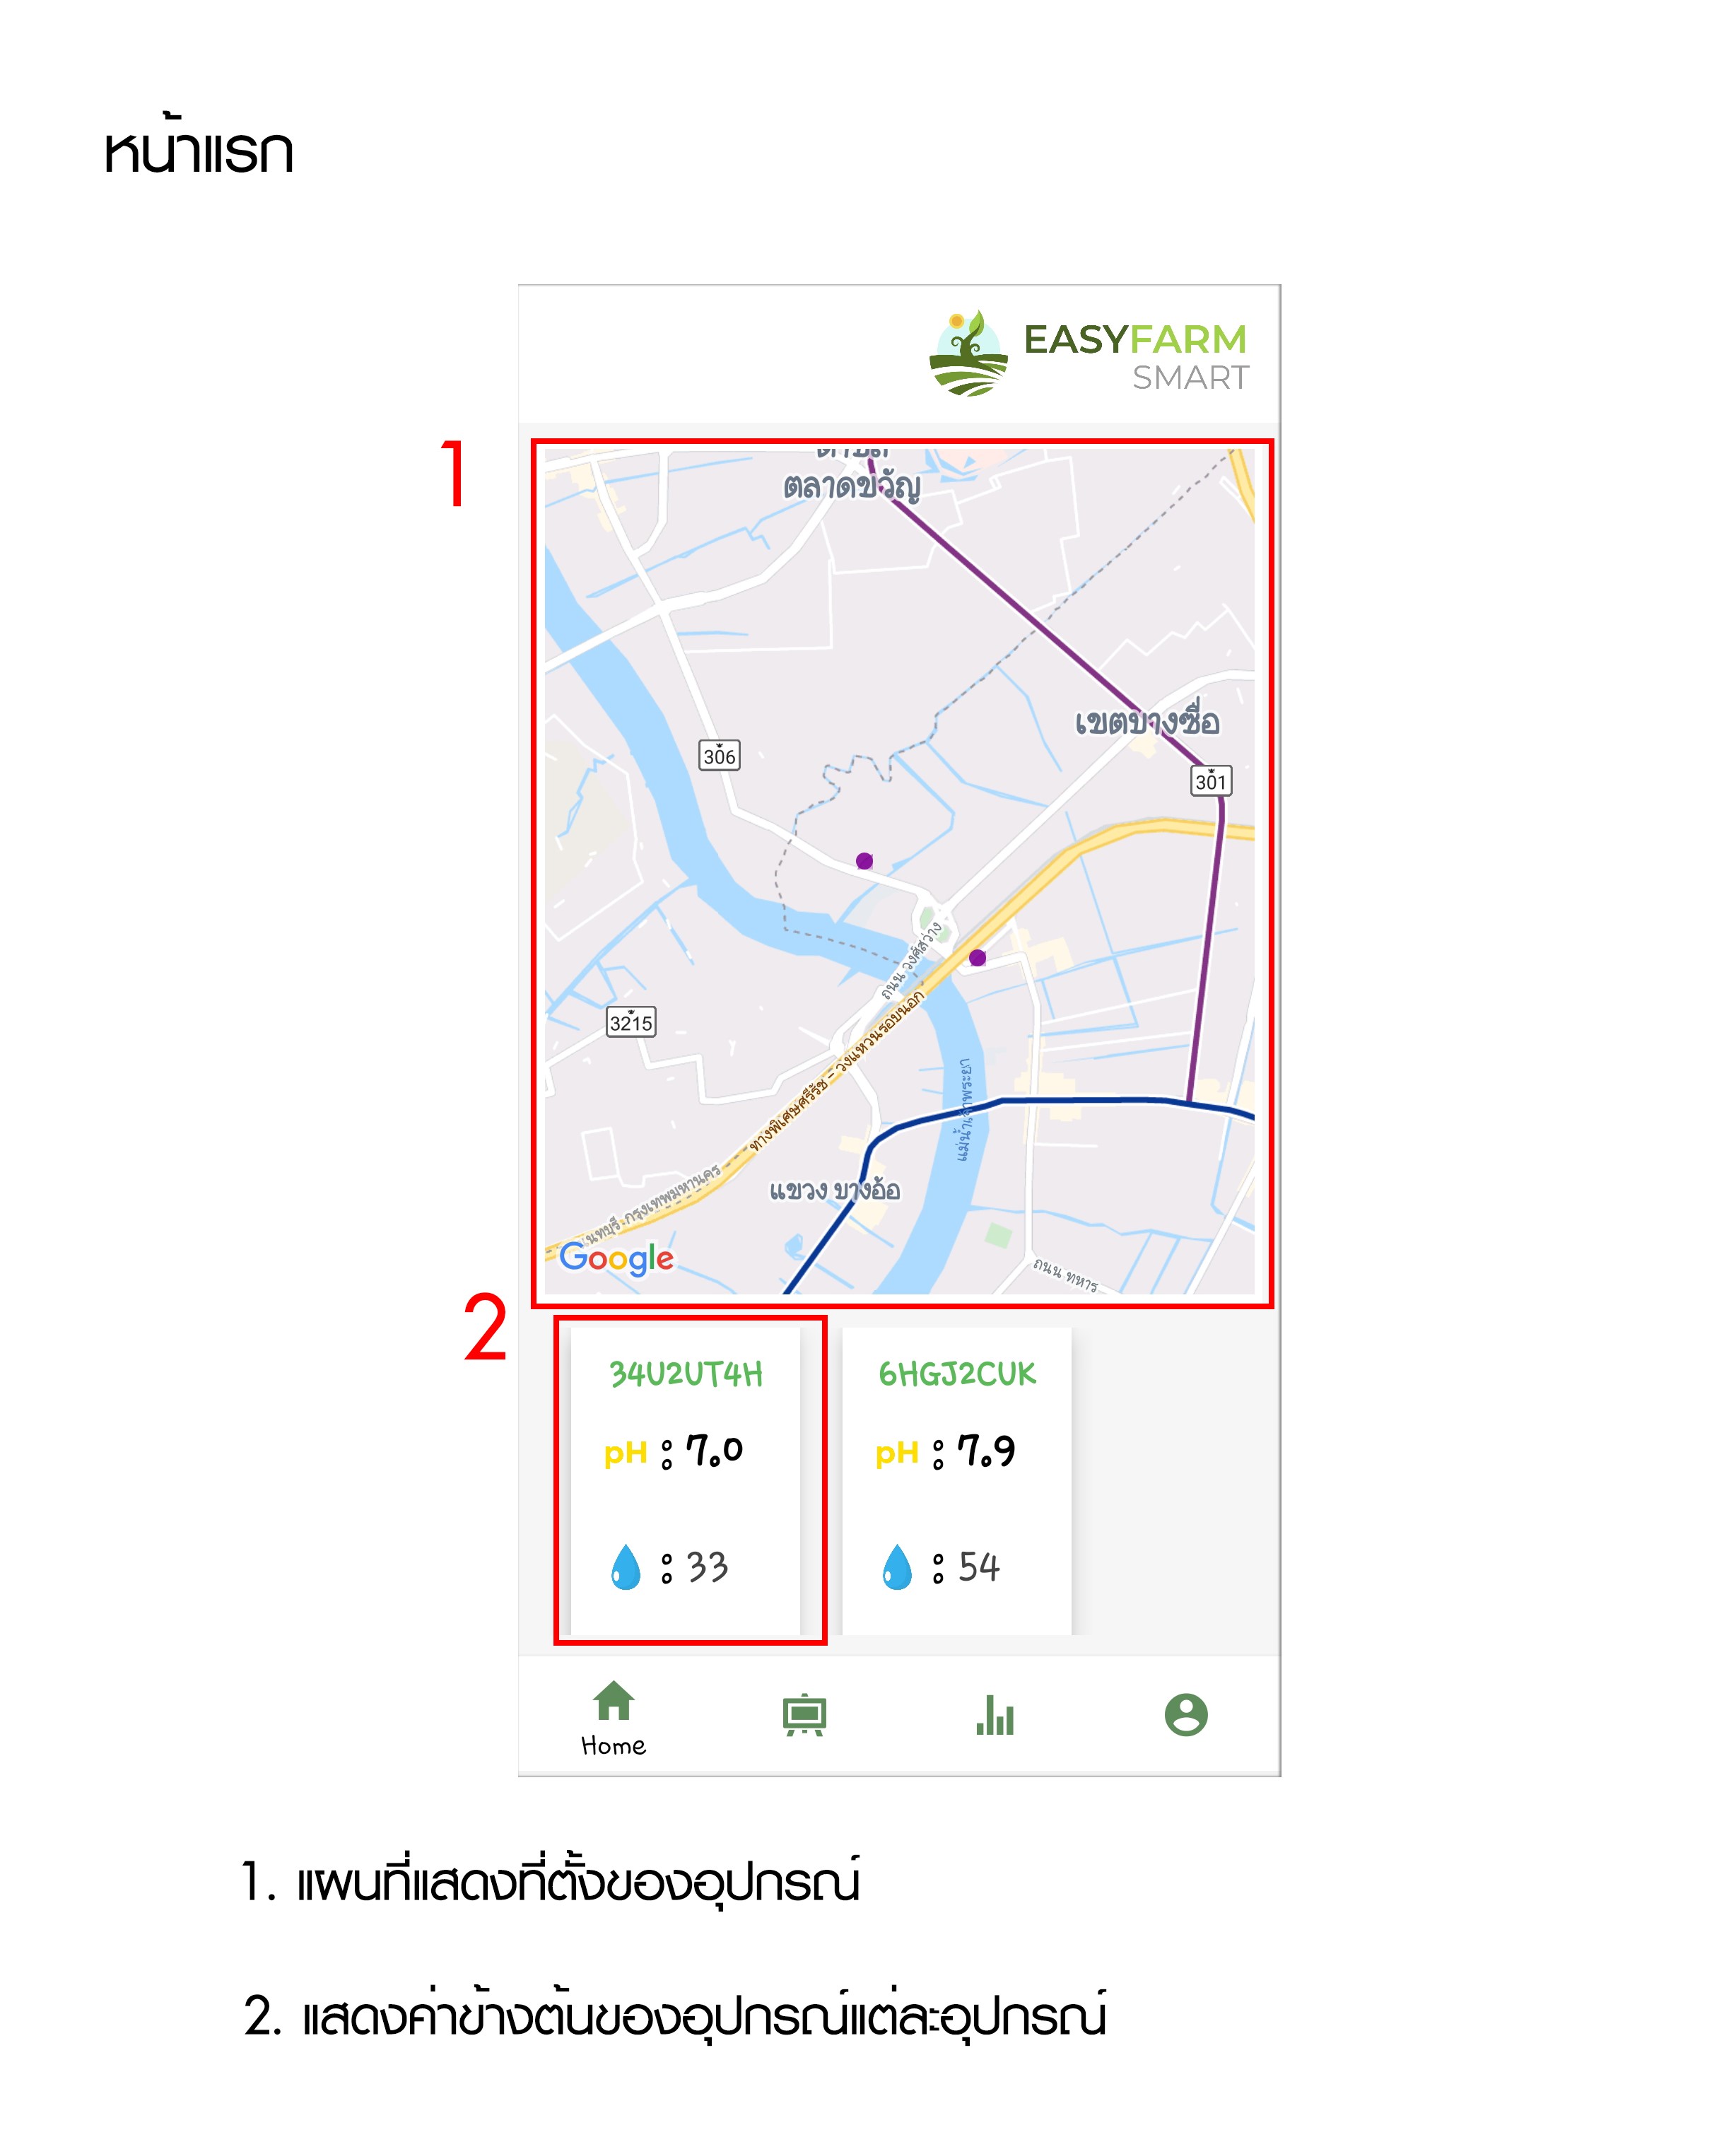 หน้าแรก
EASYFARM
SMART
1
ตลาดขวัญ
เขตบางซื่อ
306
301
ถนน วงศ์สว่าง
3215
ทางพิเศษศรีรัช - วงแหวนรอบนอก
แม่น้ำเจ้าพระยา
แขวง บางอ้อ
กรุงเทพมหานคร
ถนน ทหาร
Google
2
34U2UT4H
6HGJ2CUK
pH : 7.0
pH : 7.9
: 33
: 54
Home
1. แผนที่แสดงที่ตั้งของอุปกรณ์
2. แสดงค่าข้างต้นของอุปกรณ์แต่ละอุปกรณ์